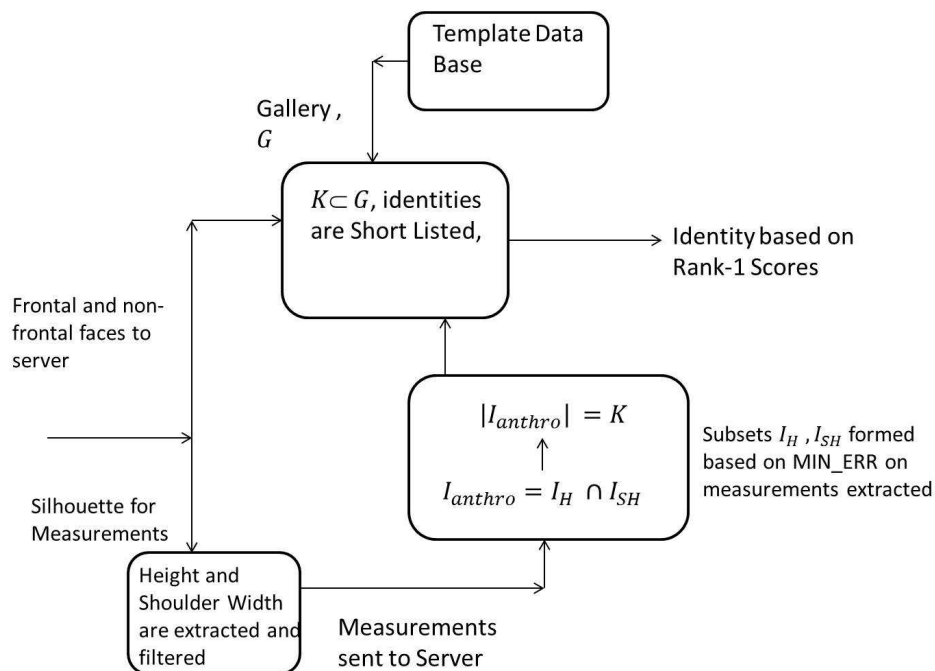 Template Data
Base
Gallery ,
G
K⊂ G, identities
are Short Listed,
Identity based on
Rank-1 Scores
Frontal and non-
frontal faces to
server
|I_anthro| = K
I_anthro = I_H ∩ I_SH
Subsets I_H , I_SH formed
based on MIN_ERR on
measurements extracted
Silhouette for
Measurements
Height and
Shoulder Width
are extracted and
filtered
Measurements
sent to Server